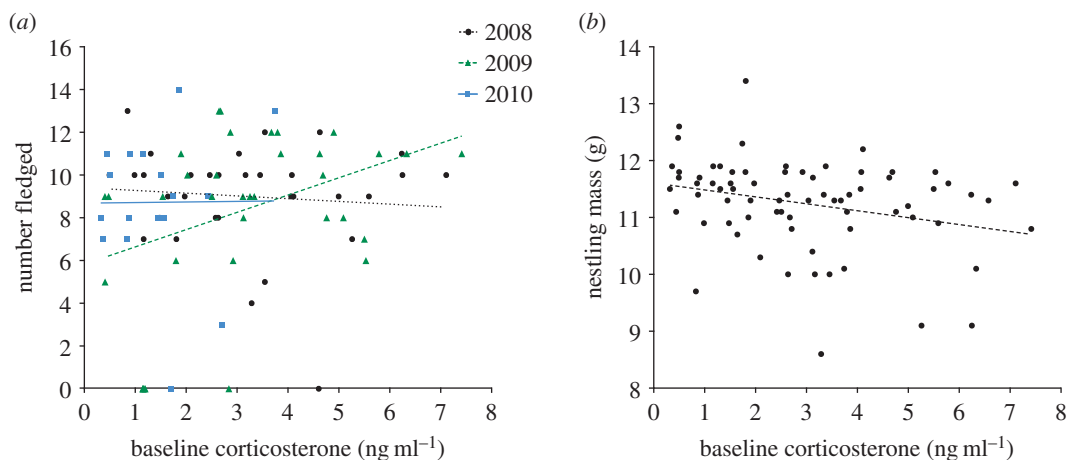 (a)
16
14
12
10
8
6
4
2
0
number fledged
0 1 2 3 4 5 6 7 8
baseline corticosterone (ng ml⁻¹)
2008
2009
2010
(b)
14
13
12
11
10
9
8
nestling mass (g)
0 1 2 3 4 5 6 7 8
baseline corticosterone (ng ml⁻¹)